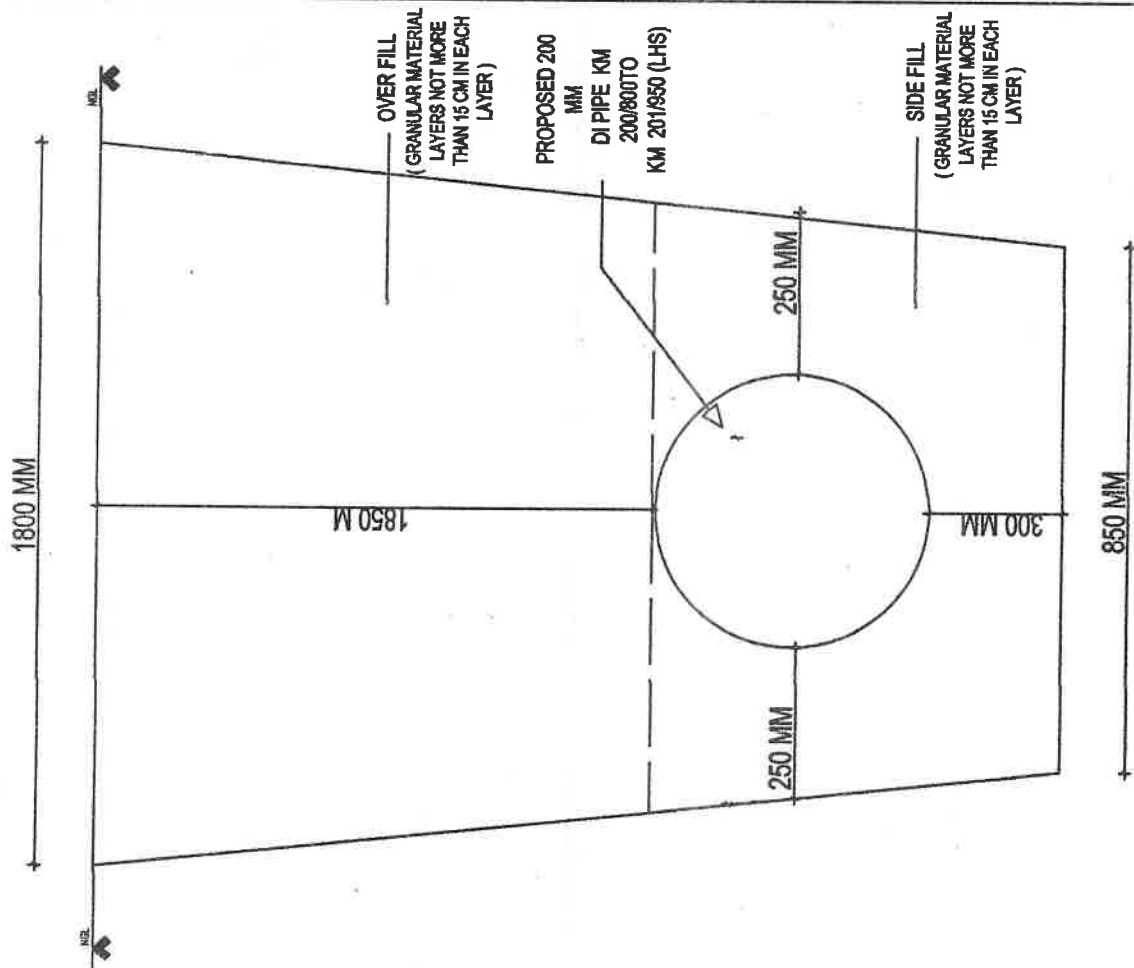 1800 MM
NGL
NGL
OVER FILL
( GRANULAR MATERIAL
LAYERS NOT MORE
THAN 15 CM IN EACH
LAYER )
1850 M
PROPOSED 200
MM
DI PIPE KM
200/800TO
KM 201/950 (LHS)
250 MM
250 MM
SIDE FILL
( GRANULAR MATERIAL
LAYERS NOT MORE
THAN 15 CM IN EACH
LAYER )
300 MM
850 MM